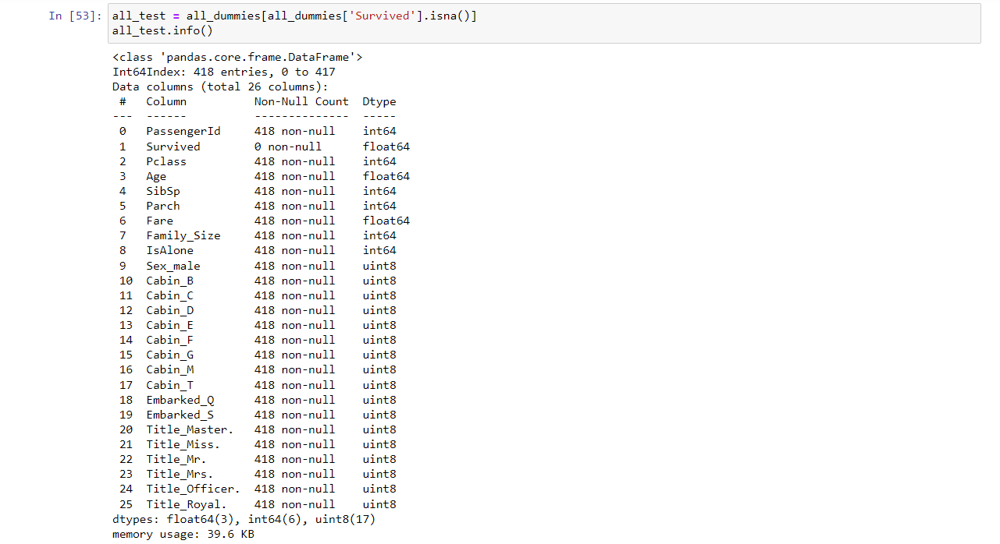 In [53]: all_test = all_dummies[all_dummies['Survived'].isna()]
all_test.info()
<class 'pandas.core.frame.DataFrame'>
Int64Index: 418 entries, 0 to 417
Data columns (total 26 columns):
 #   Column          Non-Null Count  Dtype
---  ------          --------------  -----
 0   PassengerId     418 non-null    int64
 1   Survived        0 non-null      float64
 2   Pclass          418 non-null    int64
 3   Age             418 non-null    float64
 4   SibSp           418 non-null    int64
 5   Parch           418 non-null    int64
 6   Fare            418 non-null    float64
 7   Family_Size     418 non-null    int64
 8   IsAlone         418 non-null    int64
 9   Sex_male        418 non-null    uint8
 10  Cabin_B         418 non-null    uint8
 11  Cabin_C         418 non-null    uint8
 12  Cabin_D         418 non-null    uint8
 13  Cabin_E         418 non-null    uint8
 14  Cabin_F         418 non-null    uint8
 15  Cabin_G         418 non-null    uint8
 16  Cabin_M         418 non-null    uint8
 17  Cabin_T         418 non-null    uint8
 18  Embarked_Q      418 non-null    uint8
 19  Embarked_S      418 non-null    uint8
 20  Title_Master.   418 non-null    uint8
 21  Title_Miss.     418 non-null    uint8
 22  Title_Mr.       418 non-null    uint8
 23  Title_Mrs.      418 non-null    uint8
 24  Title_Officer.  418 non-null    uint8
 25  Title_Royal.    418 non-null    uint8
dtypes: float64(3), int64(6), uint8(17)
memory usage: 39.6 KB